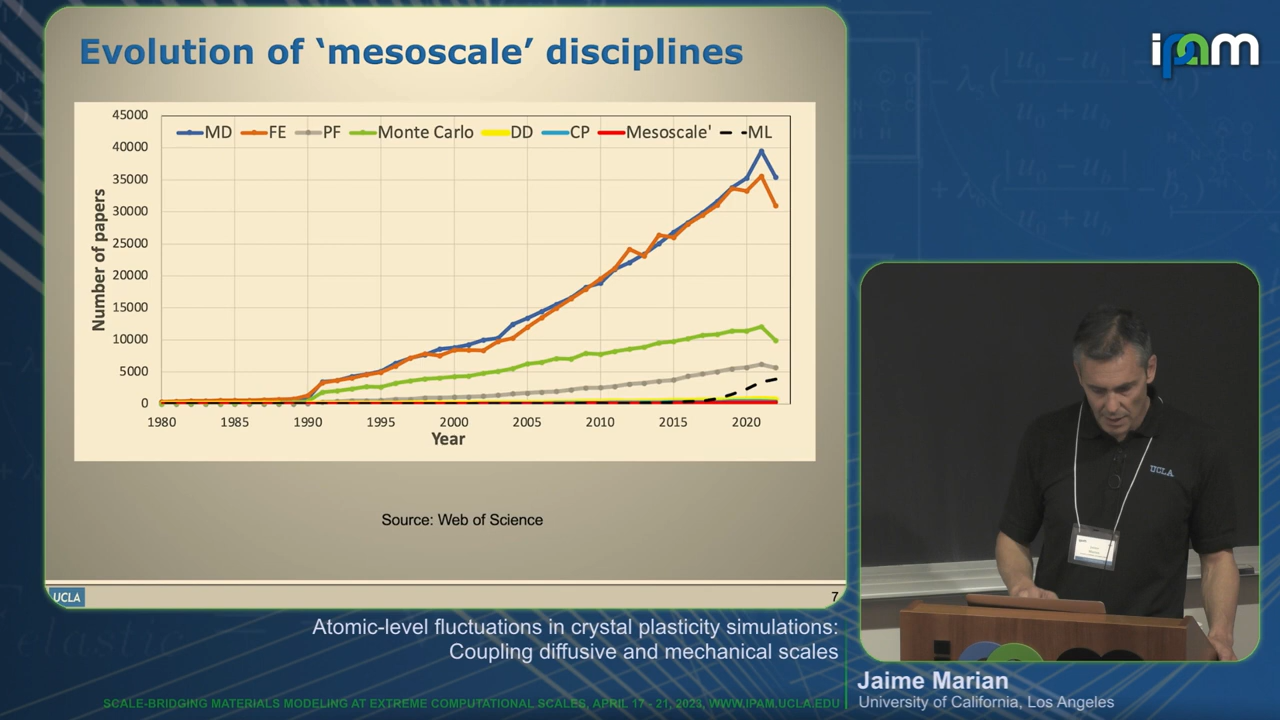 Evolution of ‘mesoscale’ disciplines
ipam
MD FE PF Monte Carlo DD CP Mesoscale' ML
Number of papers
45000
40000
35000
30000
25000
20000
15000
10000
5000
0
1980 1985 1990 1995 2000 2005 2010 2015 2020
Year
Source: Web of Science
UCLA
7
UCLA
Atomic-level fluctuations in crystal plasticity simulations:
Coupling diffusive and mechanical scales
Jaime Marian
University of California, Los Angeles
SCALE-BRIDGING MATERIALS MODELING AT EXTREME COMPUTATIONAL SCALES, APRIL 17 - 21, 2023, WWW.IPAM.UCLA.EDU